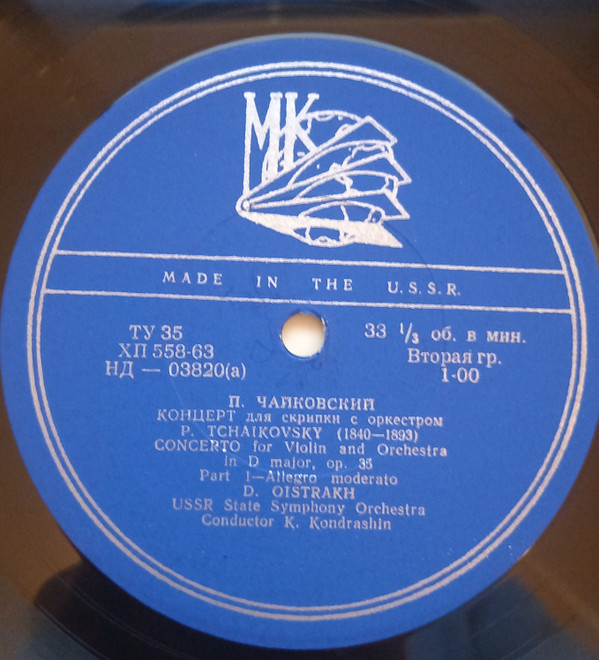 МК
MADE IN THE U.S.S.R.
ТУ 35
ХП 558-63
НД — 03820(а)
33 ⅓ об. в мин.
Вторая гр.
1-00
П. ЧАЙКОВСКИЙ
КОНЦЕРТ для скрипки с оркестром
P. TCHAIKOVSKY (1840—1893)
CONCERTO for Violin and Orchestra
in D major, op. 35
Part I—Allegro moderato
D. OISTRAKH
USSR State Symphony Orchestra
Conductor K. Kondrashin